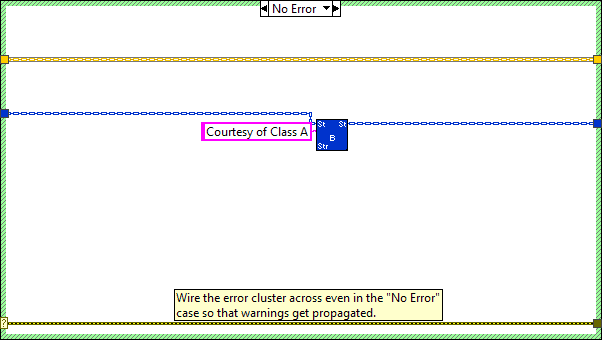 No Error
St St
Courtesy of Class A
B
Str
Wire the error cluster across even in the "No Error"
case so that warnings get propagated.
?